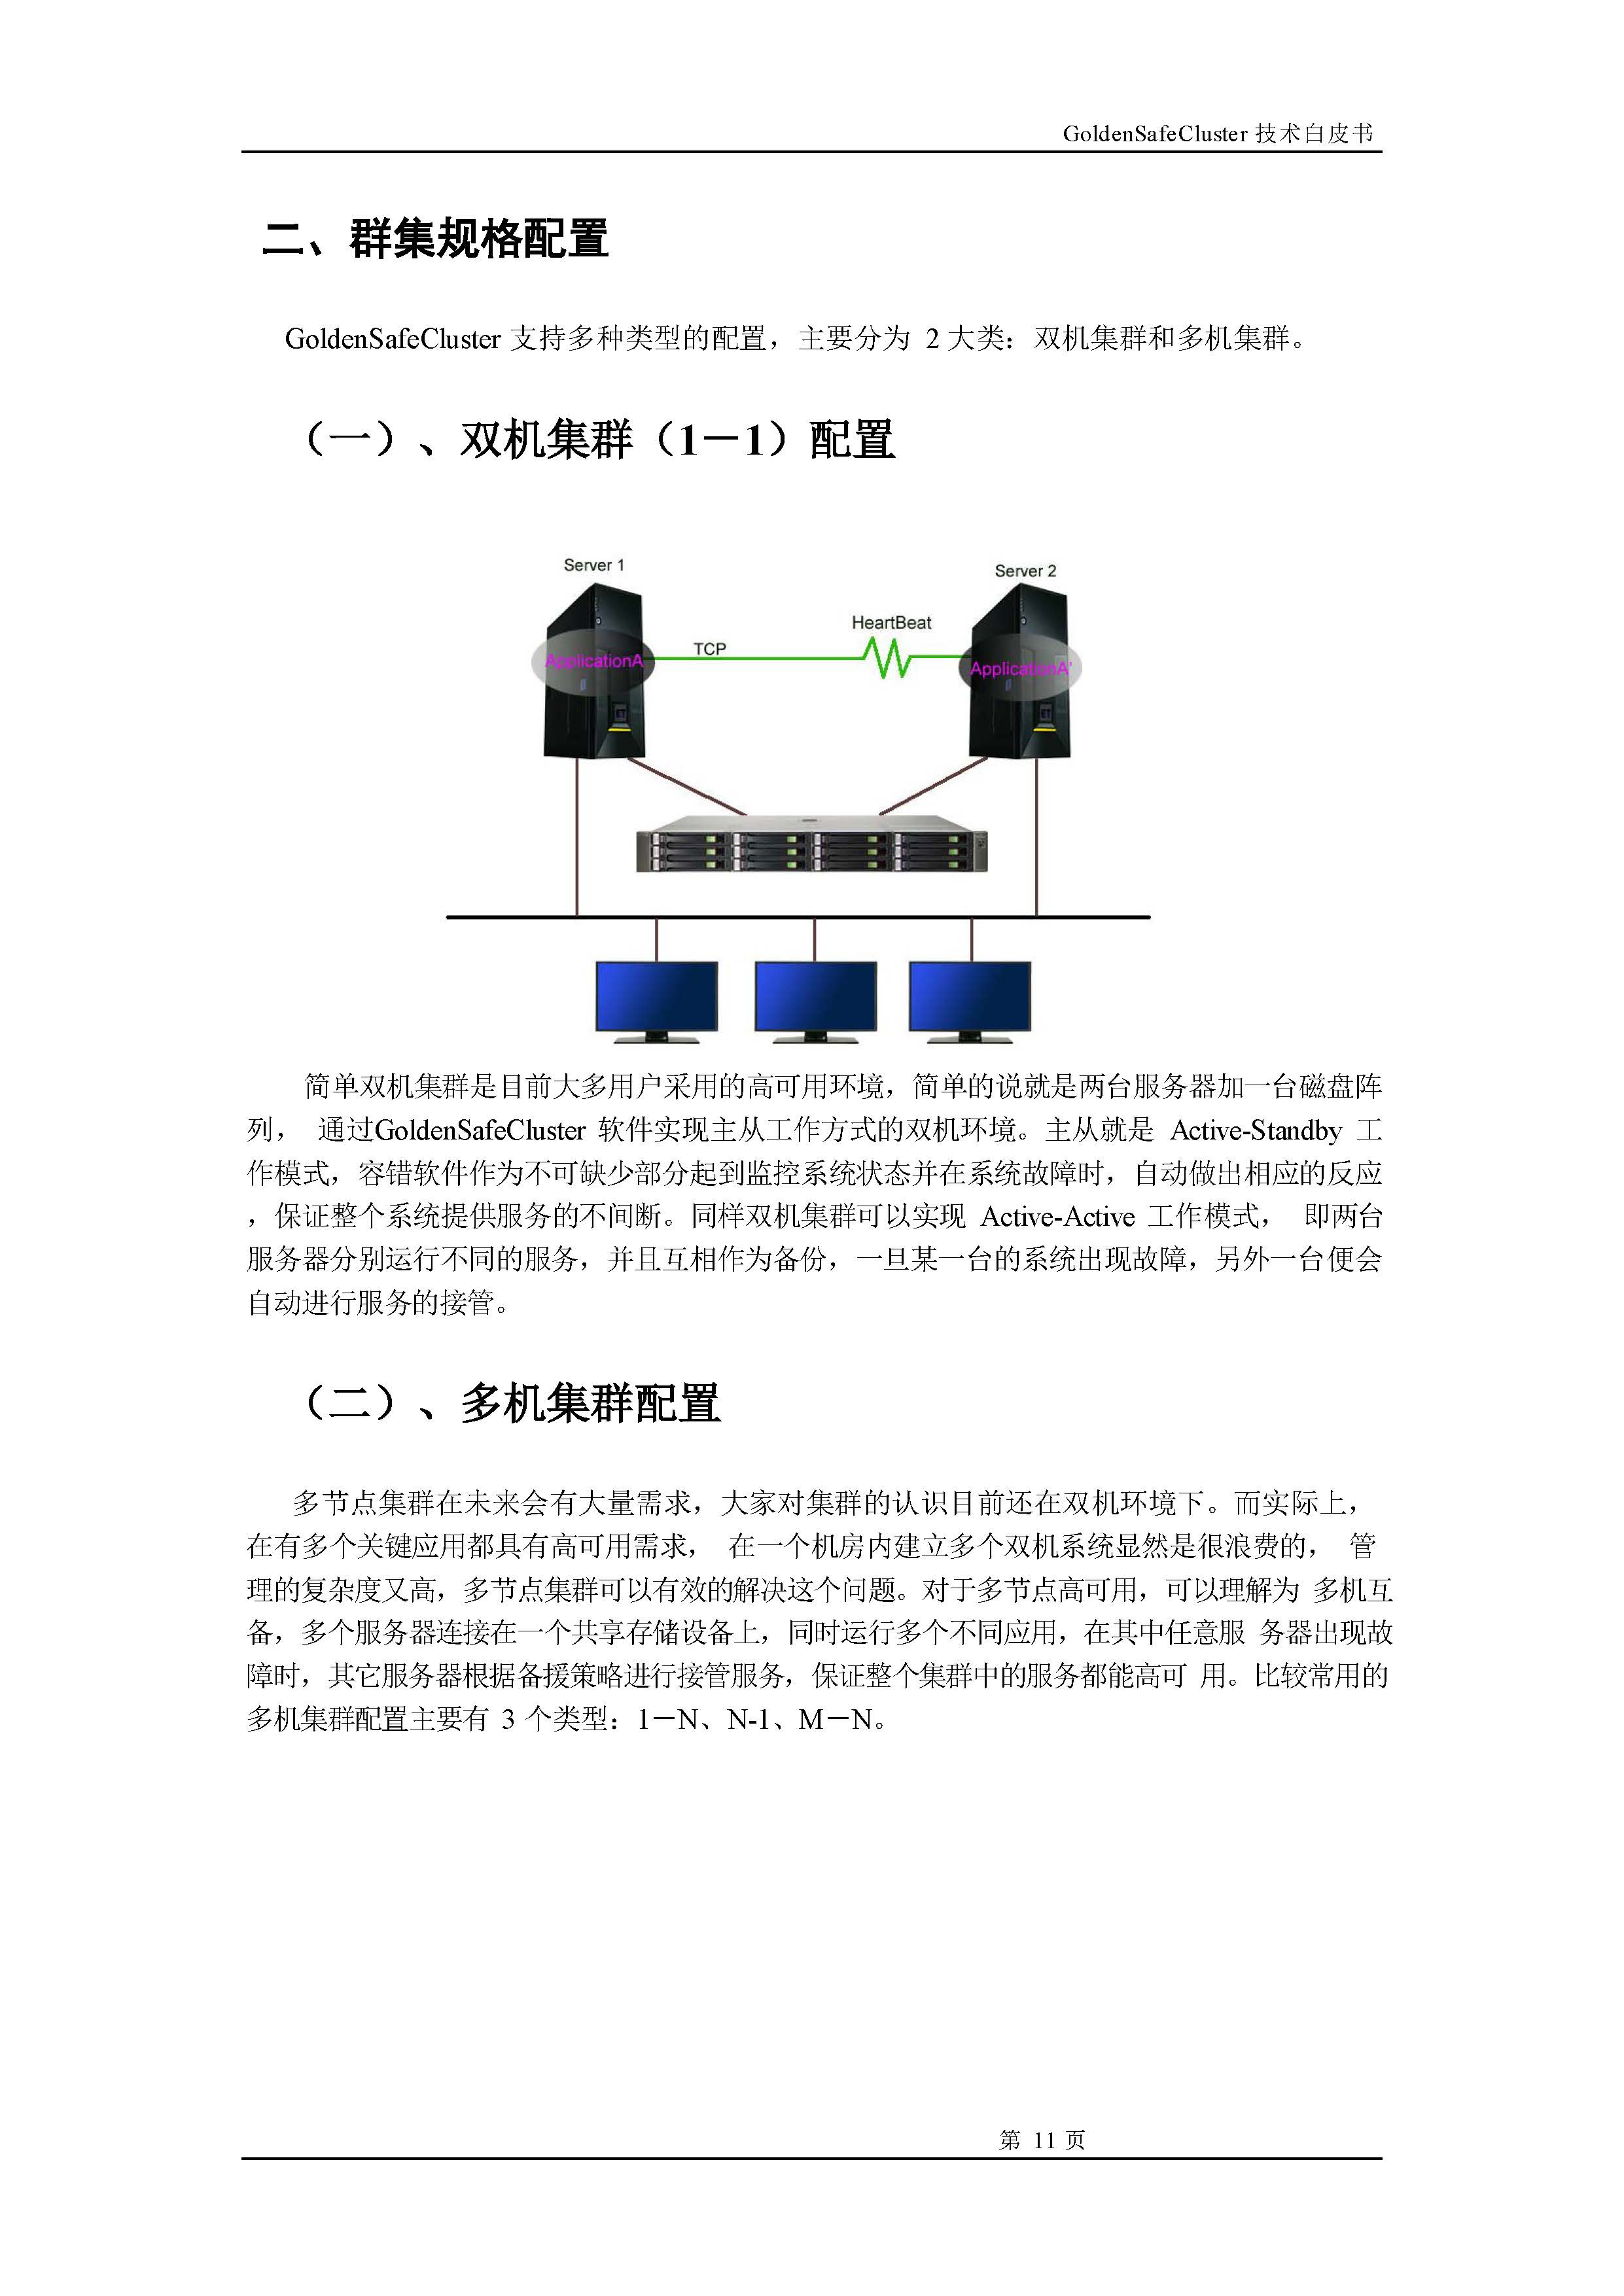 GoldenSafeCluster 技术白皮书
二、群集规格配置
GoldenSafeCluster 支持多种类型的配置，主要分为 2 大类：双机集群和多机集群。
（一）、双机集群（1－1）配置
Server 1
Server 2
HeartBeat
TCP
ApplicationA
ApplicationA'
简单双机集群是目前大多用户采用的高可用环境，简单的说就是两台服务器加一台磁盘阵
列， 通过GoldenSafeCluster 软件实现主从工作方式的双机环境。主从就是 Active-Standby 工
作模式，容错软件作为不可缺少部分起到监控系统状态并在系统故障时，自动做出相应的反应
，保证整个系统提供服务的不间断。同样双机集群可以实现 Active-Active 工作模式， 即两台
服务器分别运行不同的服务，并且互相作为备份，一旦某一台的系统出现故障，另外一台便会
自动进行服务的接管。
（二）、多机集群配置
多节点集群在未来会有大量需求，大家对集群的认识目前还在双机环境下。而实际上，
在有多个关键应用都具有高可用需求， 在一个机房内建立多个双机系统显然是很浪费的， 管
理的复杂度又高，多节点集群可以有效的解决这个问题。对于多节点高可用，可以理解为 多机互
备，多个服务器连接在一个共享存储设备上，同时运行多个不同应用，在其中任意服 务器出现故
障时，其它服务器根据备援策略进行接管服务，保证整个集群中的服务都能高可 用。比较常用的
多机集群配置主要有 3 个类型：1－N、N-1、M－N。
第 11 页